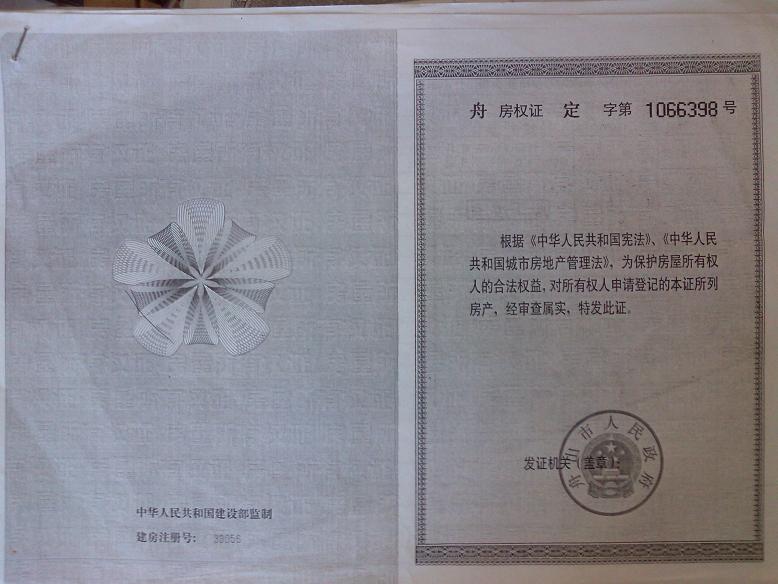 中华人民共和国建设部监制
建房注册号：39056
舟 房权证 定 字第 1066398 号
根据《中华人民共和国宪法》、《中华人民
共和国城市房地产管理法》，为保护房屋所有权
人的合法权益，对所有权人申请登记的本证所列
房产，经审查属实，特发此证。
发证机关（盖章）：
舟山市人民政府